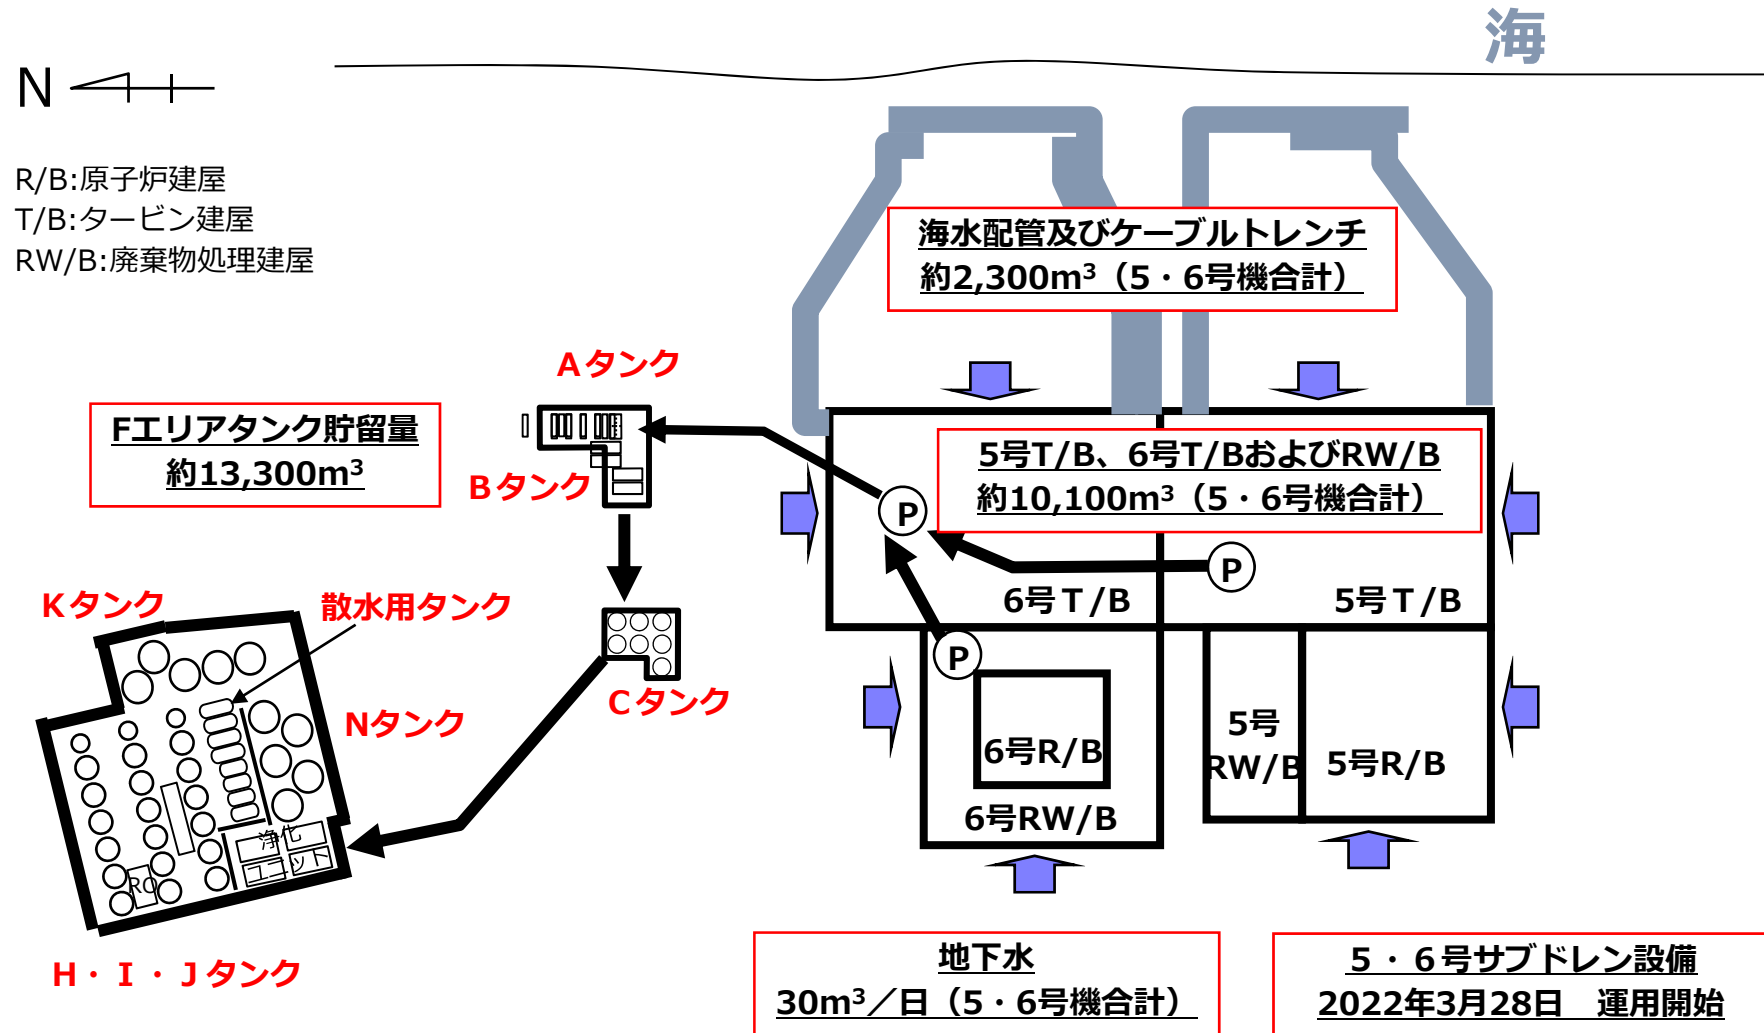 海
N
R/B:原子炉建屋
T/B:タービン建屋
RW/B:廃棄物処理建屋
海水配管及びケーブルトレンチ
約2,300m³（5・6号機合計）
Aタンク
Fエリアタンク貯留量
約13,300m³
Bタンク
5号T/B、6号T/BおよびRW/B
約10,100m³（5・6号機合計）
P
P
6号T/B
5号T/B
Kタンク
散水用タンク
P
Cタンク
Nタンク
6号R/B
5号
RW/B
5号R/B
6号RW/B
浄化
ユニット
RO
H・I・Jタンク
地下水
30m³／日（5・6号機合計）
5・6号サブドレン設備
2022年3月28日　運用開始